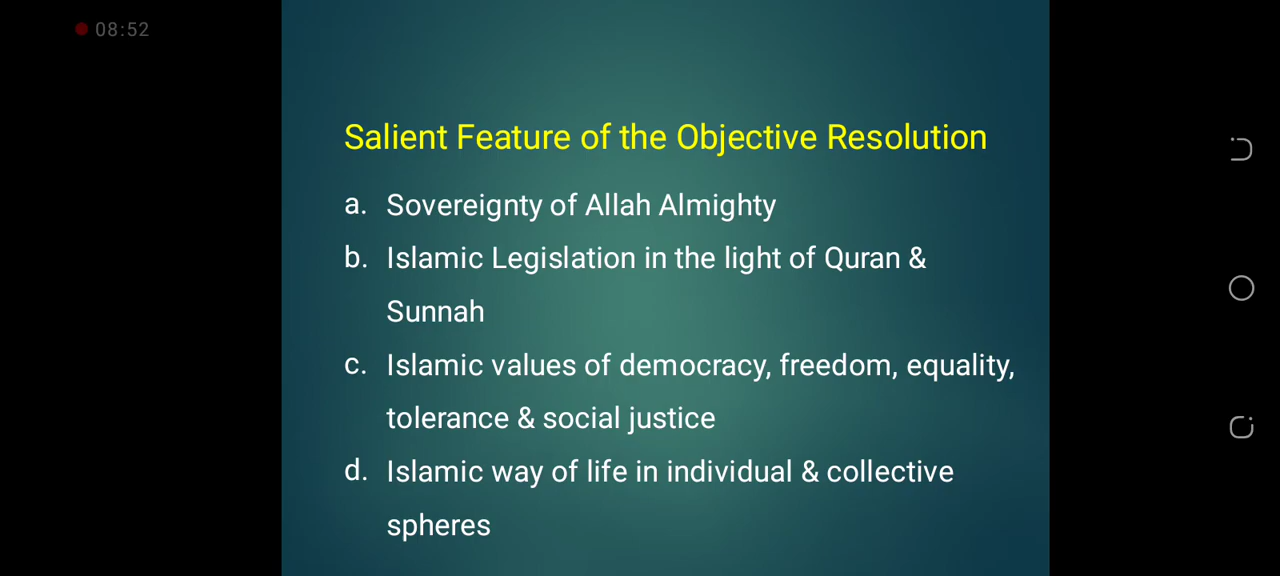 08:52
Salient Feature of the Objective Resolution
a. Sovereignty of Allah Almighty
b. Islamic Legislation in the light of Quran &
Sunnah
c. Islamic values of democracy, freedom, equality,
tolerance & social justice
d. Islamic way of life in individual & collective
spheres